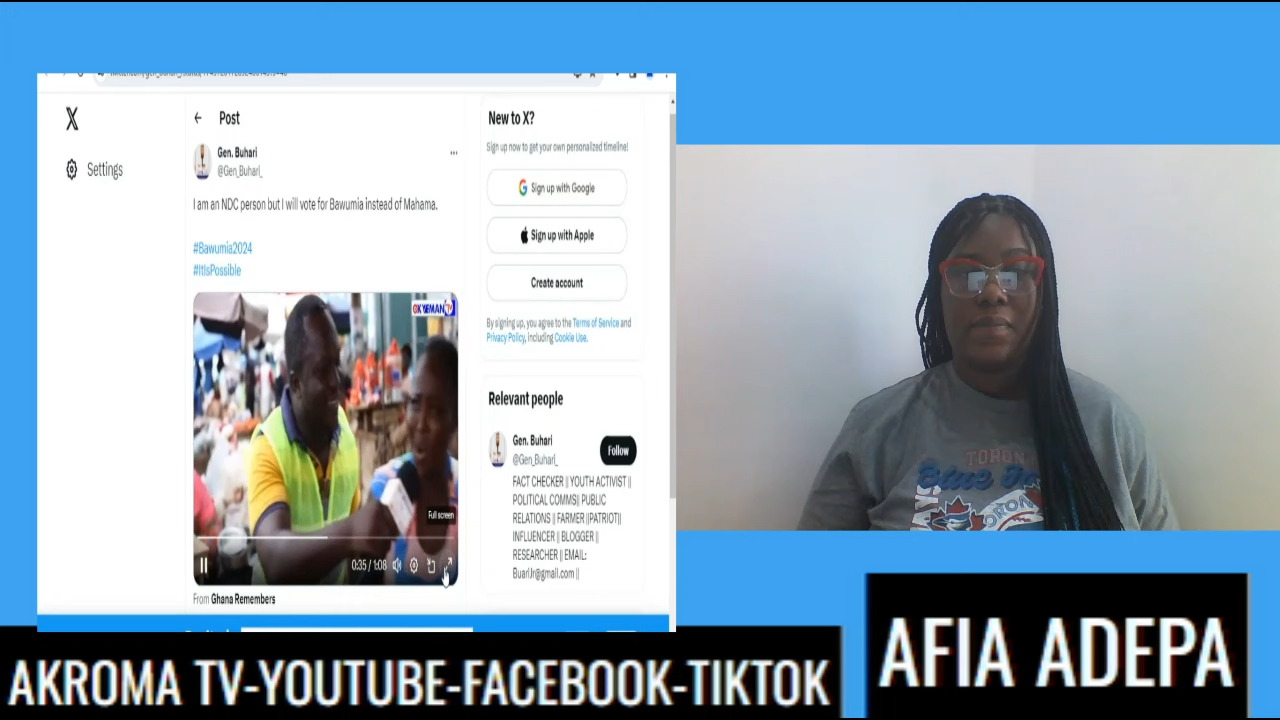 Post
Settings
Gen. Buhari
@Gen_Buhari_
I am an NDC person but I will vote for Bawumia instead of Mahama.
#Bawumia2024
#ItIsPossible
OKYEMAN TV
Full screen
0:35 / 1:08
From Ghana Remembers
New to X?
Sign up now to get your own personalized timeline!
Sign up with Google
Sign up with Apple
Create account
By signing up, you agree to the Terms of Service and
Privacy Policy, including Cookie Use.
Relevant people
Gen. Buhari
@Gen_Buhari_
Follow
FACT CHECKER || YOUTH ACTIVIST ||
POLITICAL COMMS|| PUBLIC
RELATIONS || FARMER ||PATRIOT||
INFLUENCER || BLOGGER ||
RESEARCHER || EMAIL:
BuariJr@gmail.com ||
TORON
Blue
AKROMA TV-YOUTUBE-FACEBOOK-TIKTOK
AFIA ADEPA